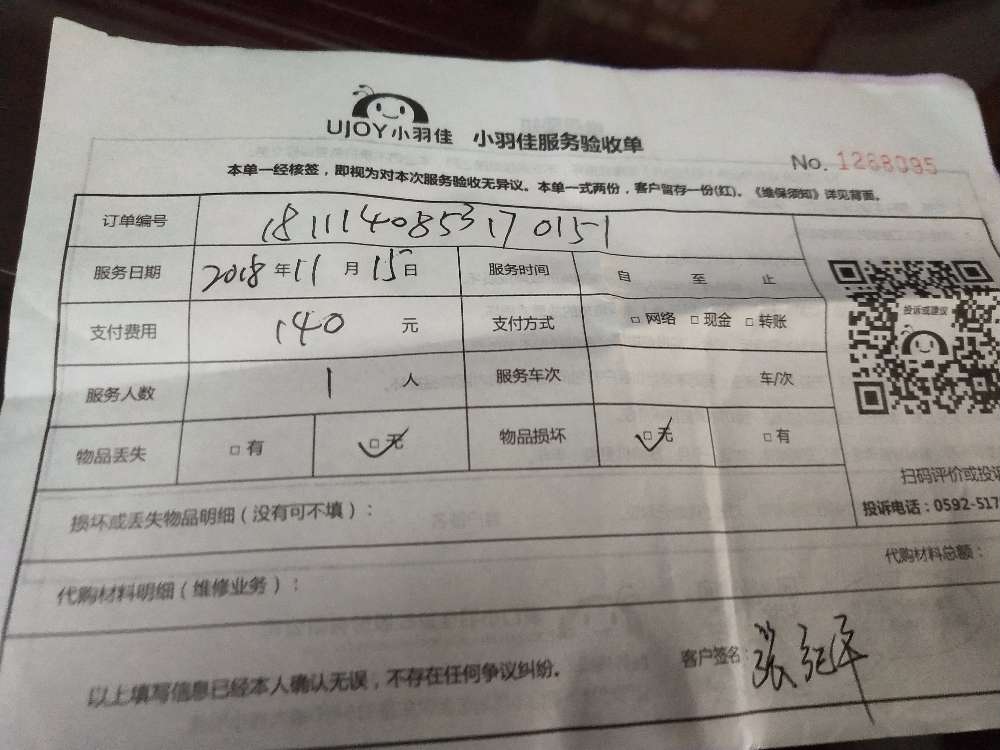 UJOY小羽佳 小羽佳服务验收单
No. 1268095
本单一经核签，即视为对本次服务验收无异议。本单一式两份，客户留存一份(红)。《维保须知》详见背面。
订单编号 181114085317015-1
服务日期 2018 年 11 月 15 日 服务时间 自 至 止
支付费用 140 元 支付方式 □ 网络 □ 现金 □ 转账
服务人数 1 人 服务车次 车/次
物品丢失 □ 有 □ 无 物品损坏 □ 无 □ 有
投诉或建议
扫码评价或投诉
投诉电话：0592-517
损坏或丢失物品明细（没有可不填）：
代购材料总额：
代购材料明细（维修业务）：
客户签名：张
以上填写信息已经本人确认无误，不存在任何争议纠纷。